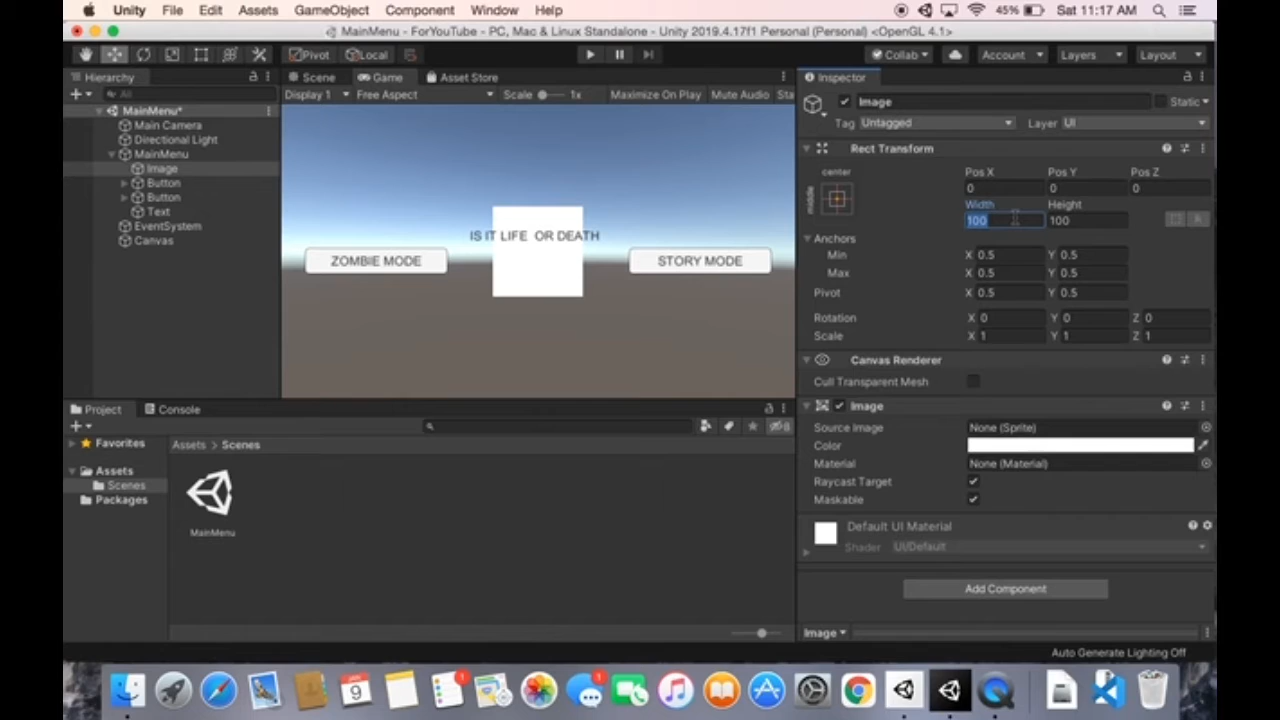 Unity File Edit Assets GameObject Component Window Help 45% Sat 11:17 AM
MainMenu - ForYouTube - PC, Mac & Linux Standalone - Unity 2019.4.17f1 Personal (Personal) <OpenGL 4.1>
Pivot Local Collab Account Layers Layout
Hierarchy Scene Game Asset Store Inspector
All Display 1 Free Aspect Scale 1x Maximize On Play Mute Audio Sta
Image Static
MainMenu*
Tag Untagged Layer UI
Main Camera
Directional Light
MainMenu
Image
Button
Button
Text
EventSystem
Canvas
IS IT LIFE OR DEATH
ZOMBIE MODE
STORY MODE
Rect Transform
center
middle
Pos X Pos Y Pos Z
0 0 0
Width Height
100 100
Anchors
Min X 0.5 Y 0.5
Max X 0.5 Y 0.5
Pivot X 0.5 Y 0.5
Rotation X 0 Y 0 Z 0
Scale X 1 Y 1 Z 1
Canvas Renderer
Cull Transparent Mesh
Image
Source Image None (Sprite)
Color
Material None (Material)
Raycast Target
Maskable
Default UI Material
Shader UI/Default
Add Component
Image
Project Console
8
Favorites
Assets
Scenes
Packages
Assets > Scenes
MainMenu
Auto Generate Lighting Off
9
1
1